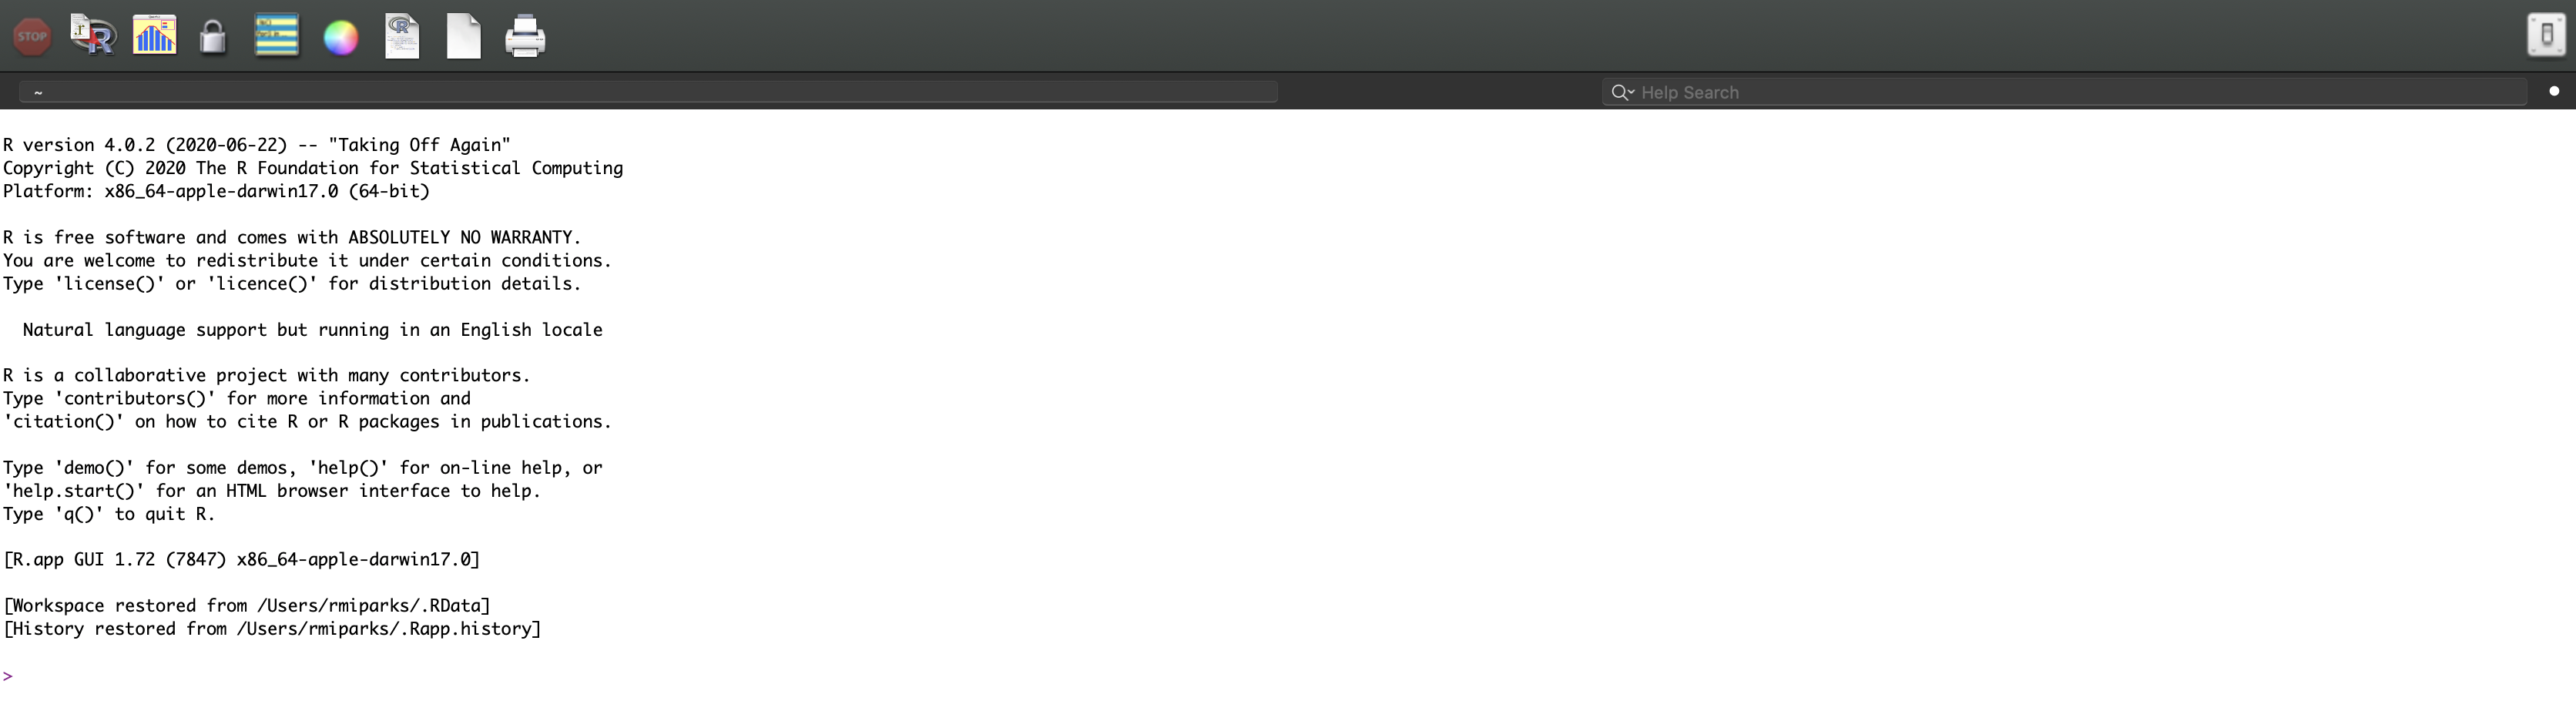 STOP
~
Help Search
R version 4.0.2 (2020-06-22) -- "Taking Off Again"
Copyright (C) 2020 The R Foundation for Statistical Computing
Platform: x86_64-apple-darwin17.0 (64-bit)
R is free software and comes with ABSOLUTELY NO WARRANTY.
You are welcome to redistribute it under certain conditions.
Type 'license()' or 'licence()' for distribution details.
Natural language support but running in an English locale
R is a collaborative project with many contributors.
Type 'contributors()' for more information and
'citation()' on how to cite R or R packages in publications.
Type 'demo()' for some demos, 'help()' for on-line help, or
'help.start()' for an HTML browser interface to help.
Type 'q()' to quit R.
[R.app GUI 1.72 (7847) x86_64-apple-darwin17.0]
[Workspace restored from /Users/rmiparks/.RData]
[History restored from /Users/rmiparks/.Rapp.history]
>